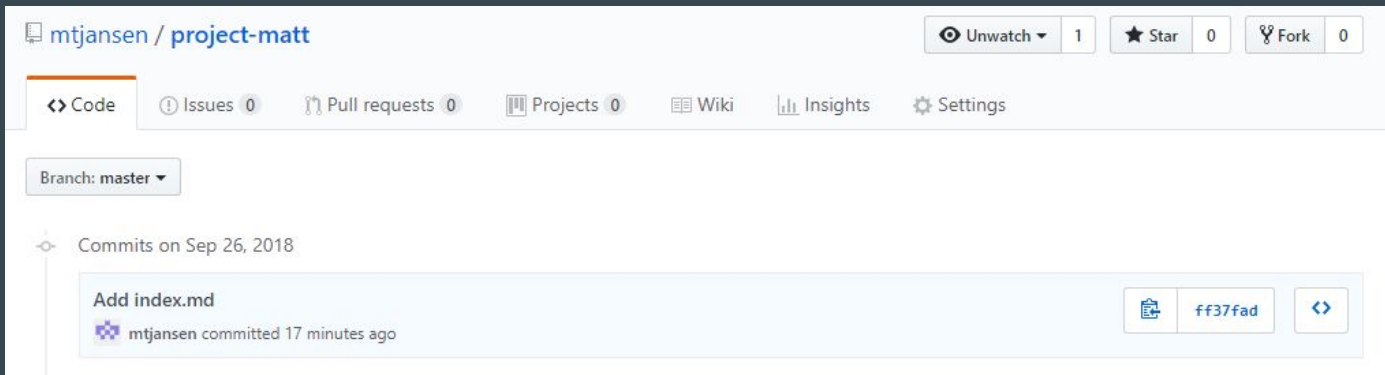 mtjansen / project-matt
Unwatch 1 Star 0 Fork 0
Code Issues 0 Pull requests 0 Projects 0 Wiki Insights Settings
Branch: master
Commits on Sep 26, 2018
Add index.md
mtjansen committed 17 minutes ago
ff37fad